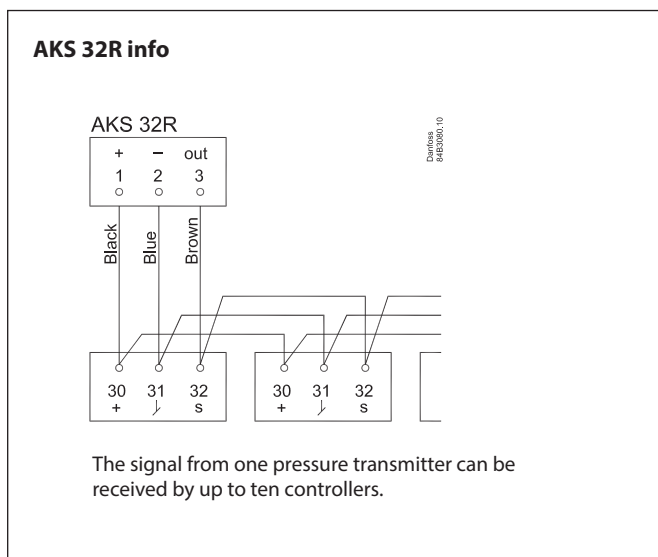 AKS 32R info
AKS 32R
Danfoss
84B3080.10
+ – out
1 2 3
Black Blue Brown
30 31 32
+ s
30 31 32
+ s
The signal from one pressure transmitter can be
received by up to ten controllers.